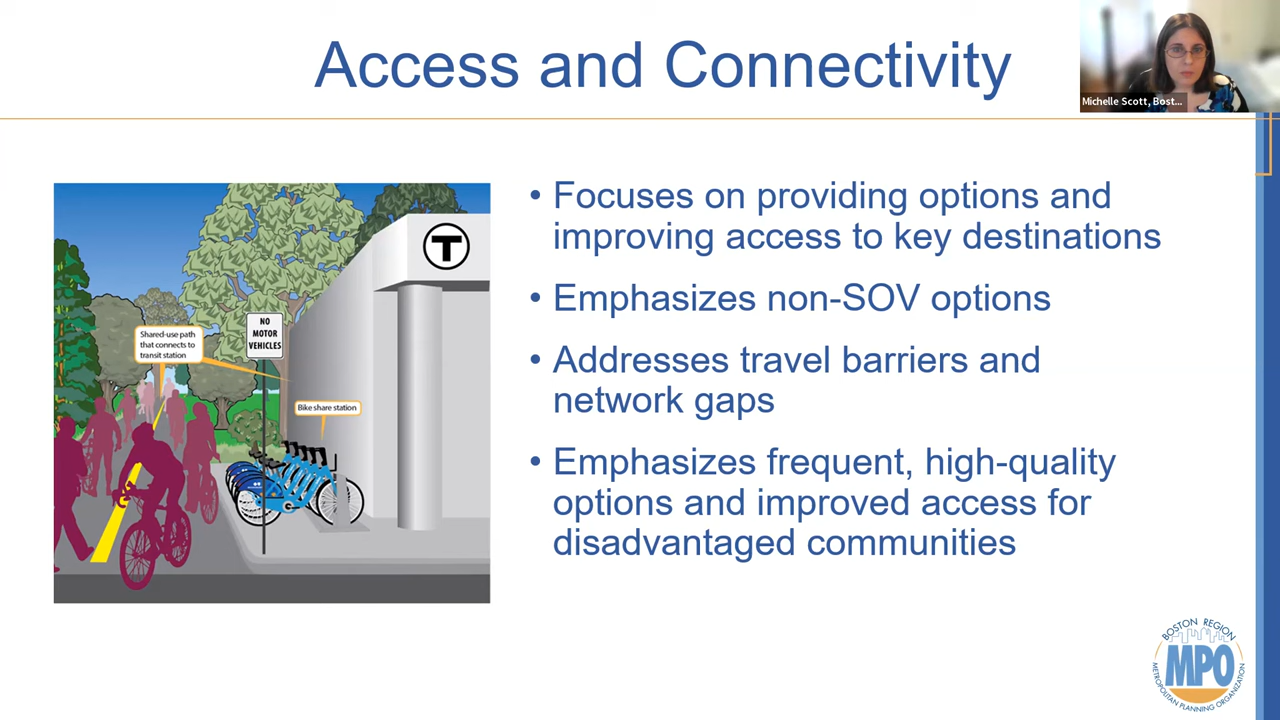 Access and Connectivity
Michelle Scott, Bost...
• Focuses on providing options and
improving access to key destinations
• Emphasizes non-SOV options
• Addresses travel barriers and
network gaps
• Emphasizes frequent, high-quality
options and improved access for
disadvantaged communities
T
NO
MOTOR
VEHICLES
Shared-use path
that connects to
transit station
Bike share station
BOSTON REGION
MPO
METROPOLITAN PLANNING ORGANIZATION